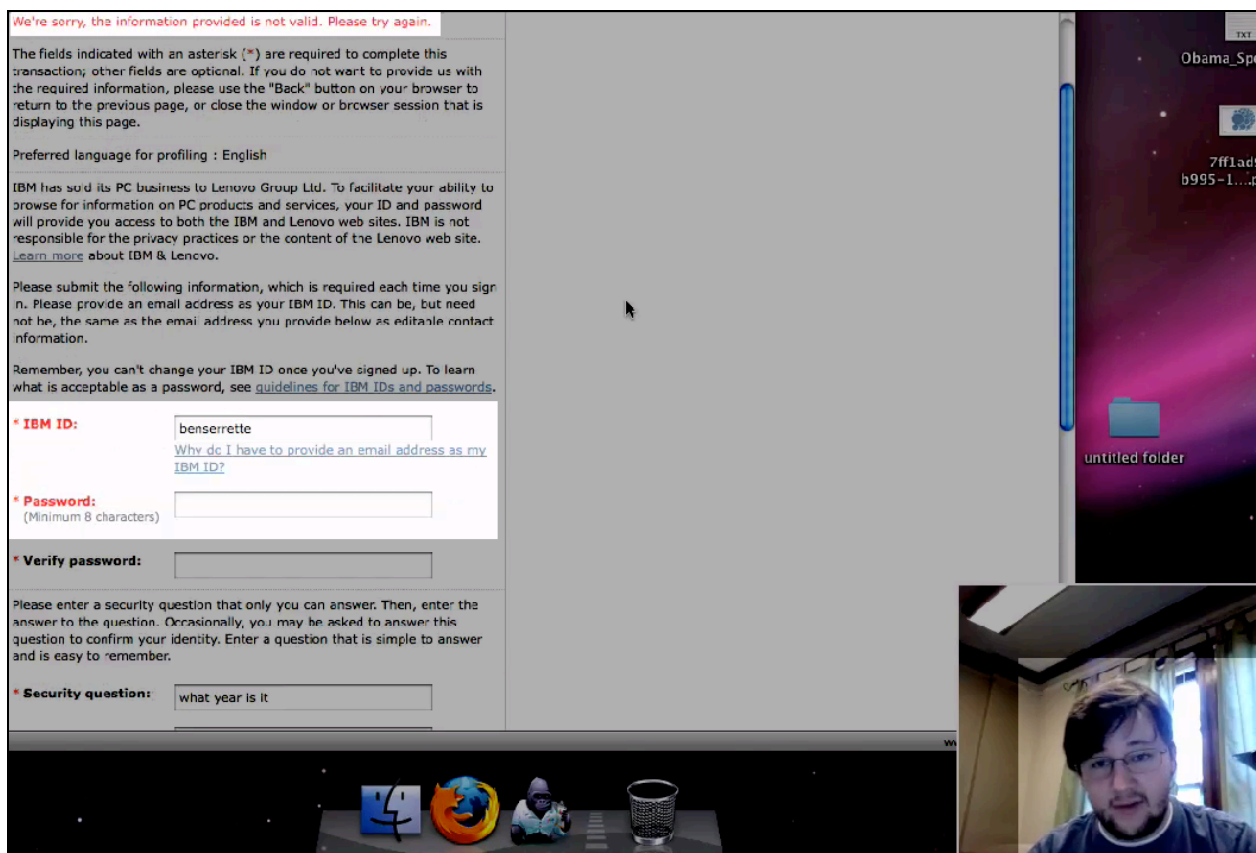 We're sorry, the information provided is not valid. Please try again.
The fields indicated with an asterisk (*) are required to complete this
transaction; other fields are optional. If you do not want to provide us with
the required information, please use the "Back" button on your browser to
return to the previous page, or close the window or browser session that is
displaying this page.
Preferred language for profiling : English
IBM has sold its PC business to Lenovo Group Ltd. To facilitate your ability to
browse for information on PC products and services, your ID and password
will provide you access to both the IBM and Lenovo web sites. IBM is not
responsible for the privacy practices or the content of the Lenovo web site.
Learn more about IBM & Lenovo.
Please submit the following information, which is required each time you sign
in. Please provide an email address as your IBM ID. This can be, but need
not be, the same as the email address you provide below as editable contact
information.
Remember, you can't change your IBM ID once you've signed up. To learn
what is acceptable as a password, see guidelines for IBM IDs and passwords.
* IBM ID:
benserrette
Why do I have to provide an email address as my
IBM ID?
* Password:
(Minimum 8 characters)
* Verify password:
Please enter a security question that only you can answer. Then, enter the
answer to the question. Occasionally, you may be asked to answer this
question to confirm your identity. Enter a question that is simple to answer
and is easy to remember.
* Security question:
what year is it
TXT
Obama_Spe
7ff1ad9
b995-1....p
untitled folder